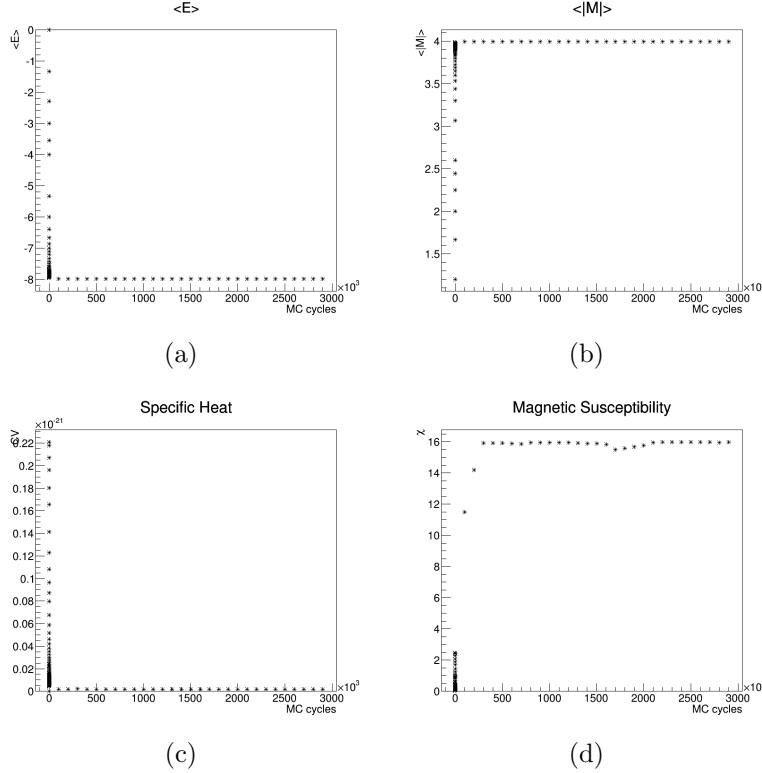 <E>
<E>
0
-1
-2
-3
-4
-5
-6
-7
-8
0 500 1000 1500 2000 2500 3000
×10³
MC cycles
(a)
<|M|>
<|M|>
4
3.5
3
2.5
2
1.5
0 500 1000 1500 2000 2500 3000
×10
MC cycles
(b)
Specific Heat
×10⁻²¹
CV
0.22
0.2
0.18
0.16
0.14
0.12
0.1
0.08
0.06
0.04
0.02
0
0 500 1000 1500 2000 2500 3000
×10³
MC cycles
(c)
Magnetic Susceptibility
χ
16
14
12
10
8
6
4
2
0
0 500 1000 1500 2000 2500 3000
×10
MC cycles
(d)